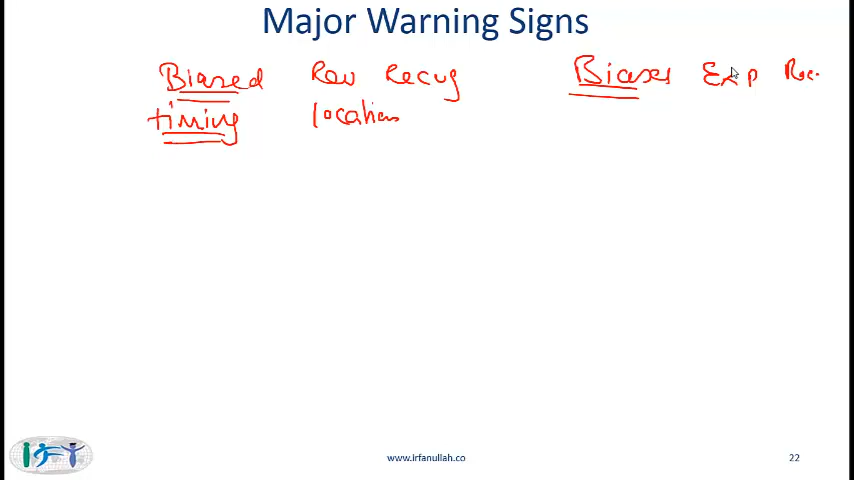 Major Warning Signs
Biased Rev Recog Biases Exp Rec.
timing location
www.irfanullah.co
22